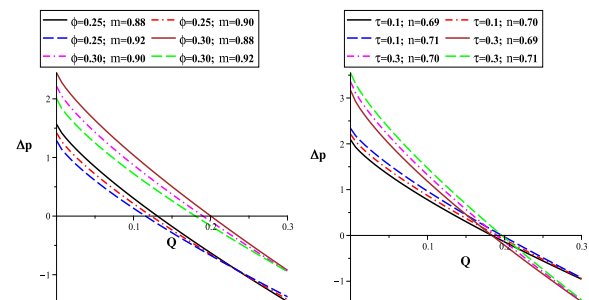 ϕ=0.25; m=0.88 ϕ=0.25; m=0.90
ϕ=0.25; m=0.92 ϕ=0.30; m=0.88
ϕ=0.30; m=0.90 ϕ=0.30; m=0.92
2
Δp
1
0
0.1 0.2 0.3
Q
−1
τ=0.1; n=0.69 τ=0.1; n=0.70
τ=0.1; n=0.71 τ=0.3; n=0.69
τ=0.3; n=0.70 τ=0.3; n=0.71
3
Δp
2
1
0
0.1 0.2 0.3
Q
−1